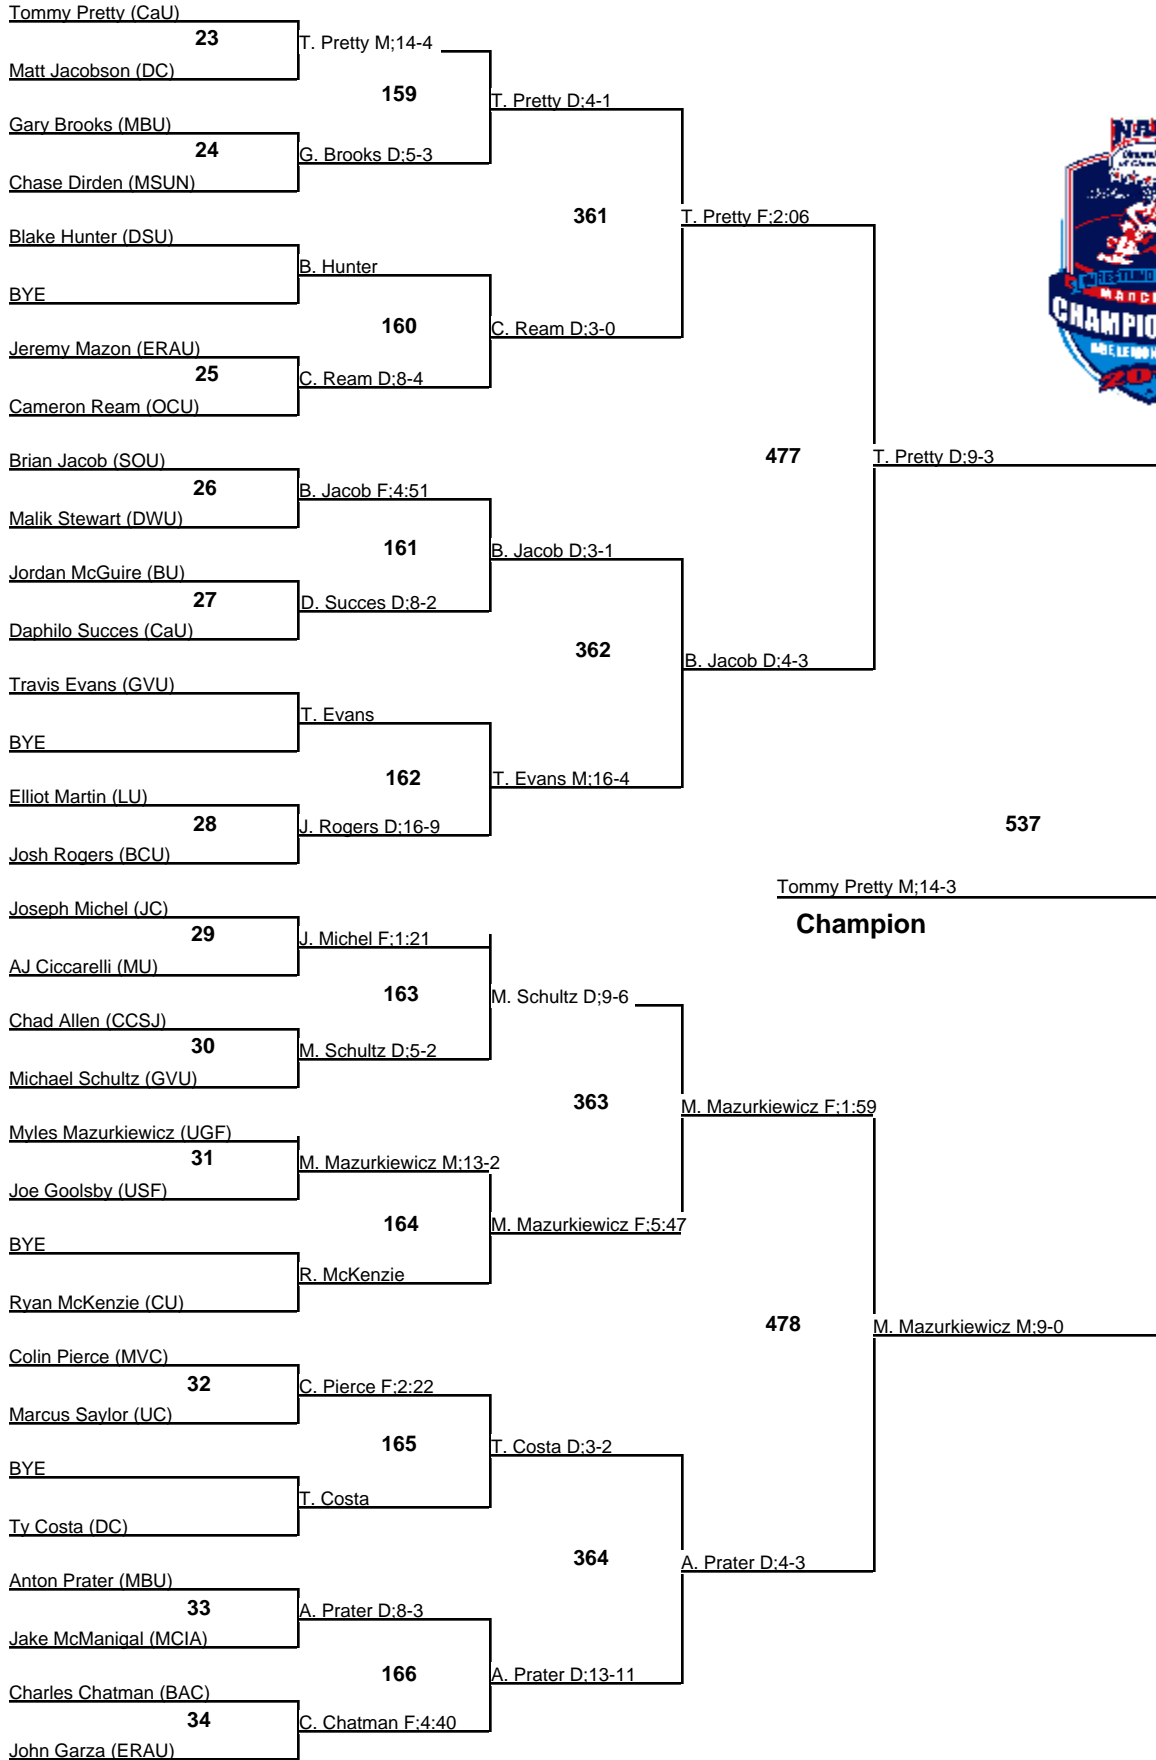 Tommy Pretty (CaU)
23
T. Pretty M;14-4
Matt Jacobson (DC)
159
T. Pretty D;4-1
Gary Brooks (MBU)
24
G. Brooks D;5-3
Chase Dirden (MSUN)
361
T. Pretty F;2:06
Blake Hunter (DSU)
B. Hunter
BYE
160
C. Ream D;3-0
Jeremy Mazon (ERAU)
25
C. Ream D;8-4
Cameron Ream (OCU)
477
T. Pretty D;9-3
Brian Jacob (SOU)
26
B. Jacob F;4:51
Malik Stewart (DWU)
161
B. Jacob D;3-1
Jordan McGuire (BU)
27
D. Succes D;8-2
Daphilo Succes (CaU)
362
B. Jacob D;4-3
Travis Evans (GVU)
T. Evans
BYE
162
T. Evans M;16-4
Elliot Martin (LU)
28
J. Rogers D;16-9
Josh Rogers (BCU)
537
Tommy Pretty M;14-3
Champion
Joseph Michel (JC)
29
J. Michel F;1:21
AJ Ciccarelli (MU)
163
M. Schultz D;9-6
Chad Allen (CCSJ)
30
M. Schultz D;5-2
Michael Schultz (GVU)
363
M. Mazurkiewicz F;1:59
Myles Mazurkiewicz (UGF)
31
M. Mazurkiewicz M;13-2
Joe Goolsby (USF)
164
M. Mazurkiewicz F;5:47
BYE
R. McKenzie
Ryan McKenzie (CU)
478
M. Mazurkiewicz M;9-0
Colin Pierce (MVC)
32
C. Pierce F;2:22
Marcus Saylor (UC)
165
T. Costa D;3-2
BYE
T. Costa
Ty Costa (DC)
364
A. Prater D;4-3
Anton Prater (MBU)
33
A. Prater D;8-3
Jake McManigal (MCIA)
166
A. Prater D;13-11
Charles Chatman (BAC)
34
C. Chatman F;4:40
John Garza (ERAU)